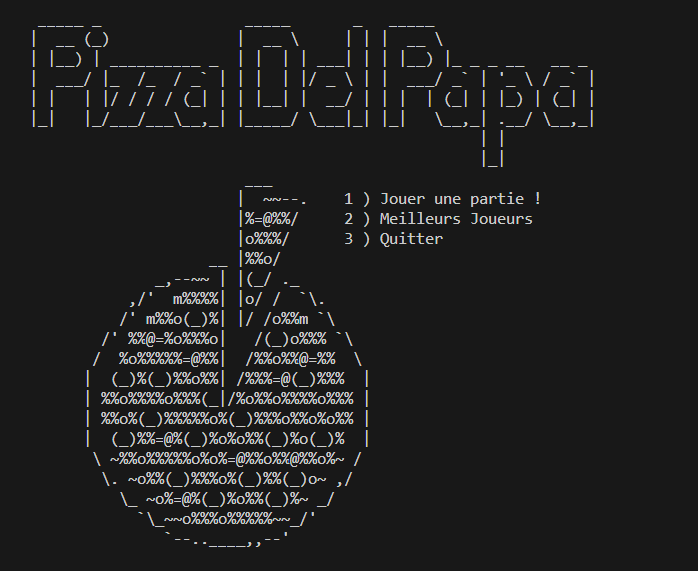 Pizza Del Papa
1 ) Jouer une partie !
2 ) Meilleurs Joueurs
3 ) Quitter